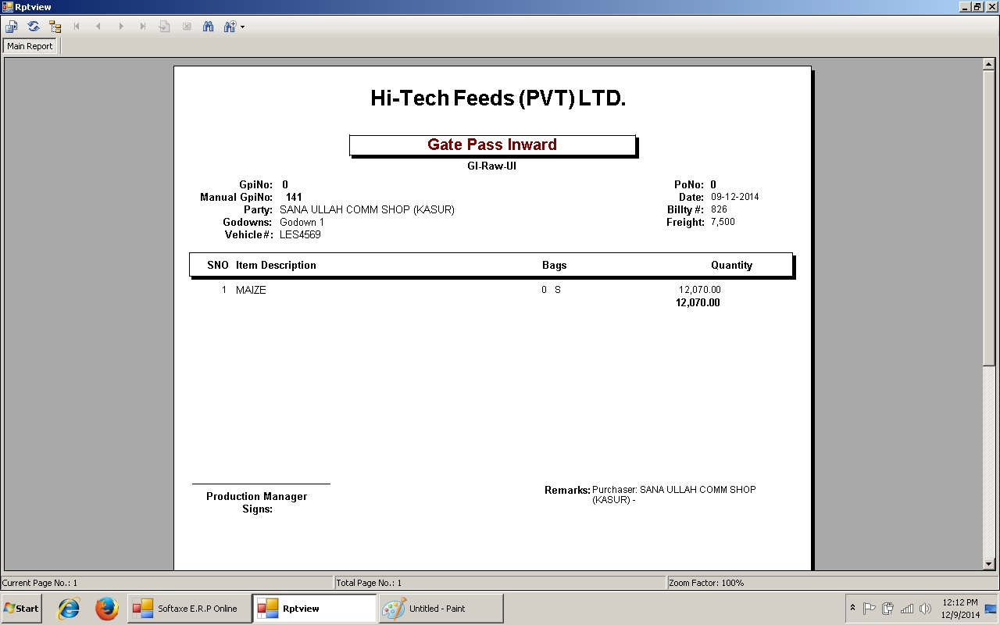 Rptview
Main Report
Hi-Tech Feeds (PVT) LTD.
Gate Pass Inward
GI-Raw-UI
GpiNo: 0 PoNo: 0
Manual GpiNo: 141 Date: 09-12-2014
Party: SANA ULLAH COMM SHOP (KASUR) Billty #: 826
Godowns: Godown 1 Freight: 7,500
Vehicle#: LES4569
SNO Item Description Bags Quantity
1 MAIZE 0 S 12,070.00
12,070.00
Production Manager
Signs:
Remarks: Purchaser: SANA ULLAH COMM SHOP
(KASUR) -
Current Page No.: 1 Total Page No.: 1 Zoom Factor: 100%
Start Softaxe E.R.P Online Rptview Untitled - Paint 12:12 PM
12/9/2014